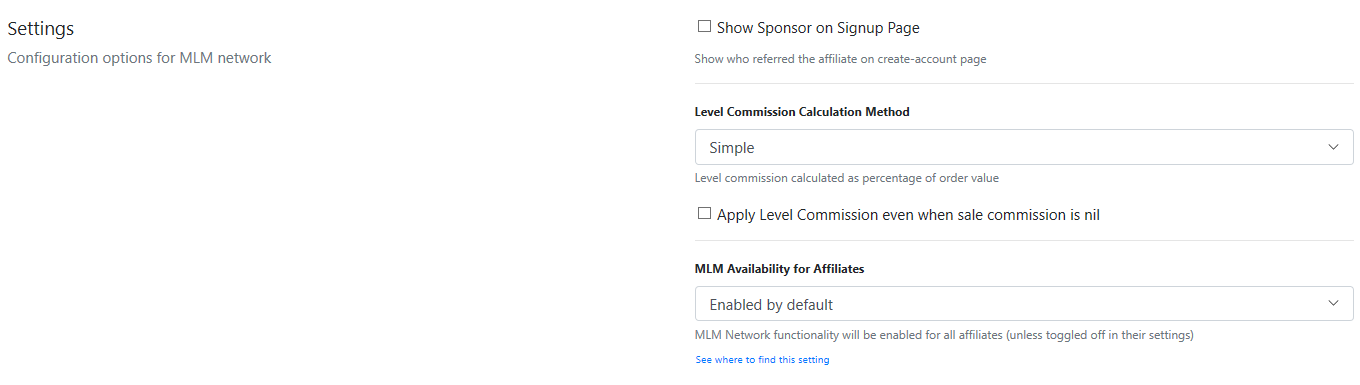 Settings
Configuration options for MLM network
Show Sponsor on Signup Page
Show who referred the affiliate on create-account page
Level Commission Calculation Method
Simple
Level commission calculated as percentage of order value
Apply Level Commission even when sale commission is nil
MLM Availability for Affiliates
Enabled by default
MLM Network functionality will be enabled for all affiliates (unless toggled off in their settings)
See where to find this setting